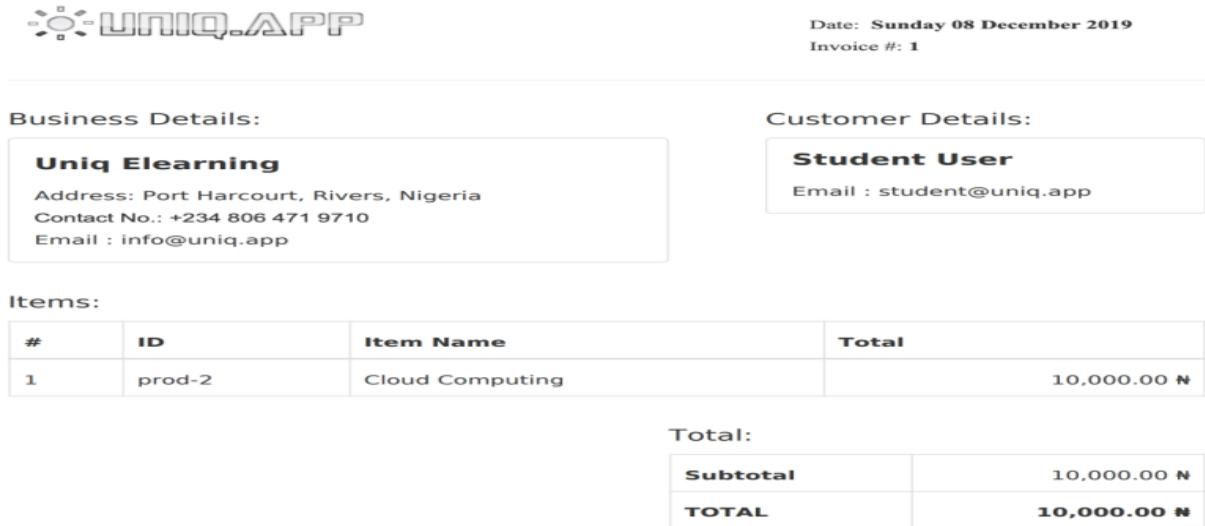 UNIQ.APP
Date: Sunday 08 December 2019
Invoice #: 1
Business Details:
Uniq Elearning
Address: Port Harcourt, Rivers, Nigeria
Contact No.: +234 806 471 9710
Email : info@uniq.app
Customer Details:
Student User
Email : student@uniq.app
Items:
# ID Item Name Total
1 prod-2 Cloud Computing 10,000.00 ₦
Total:
Subtotal 10,000.00 ₦
TOTAL 10,000.00 ₦